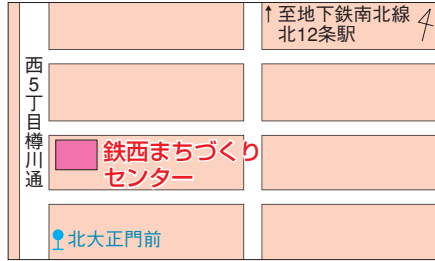 ↑至地下鉄南北線
北12条駅
西5丁目樽川通
鉄西まちづくり
センター
北大正門前